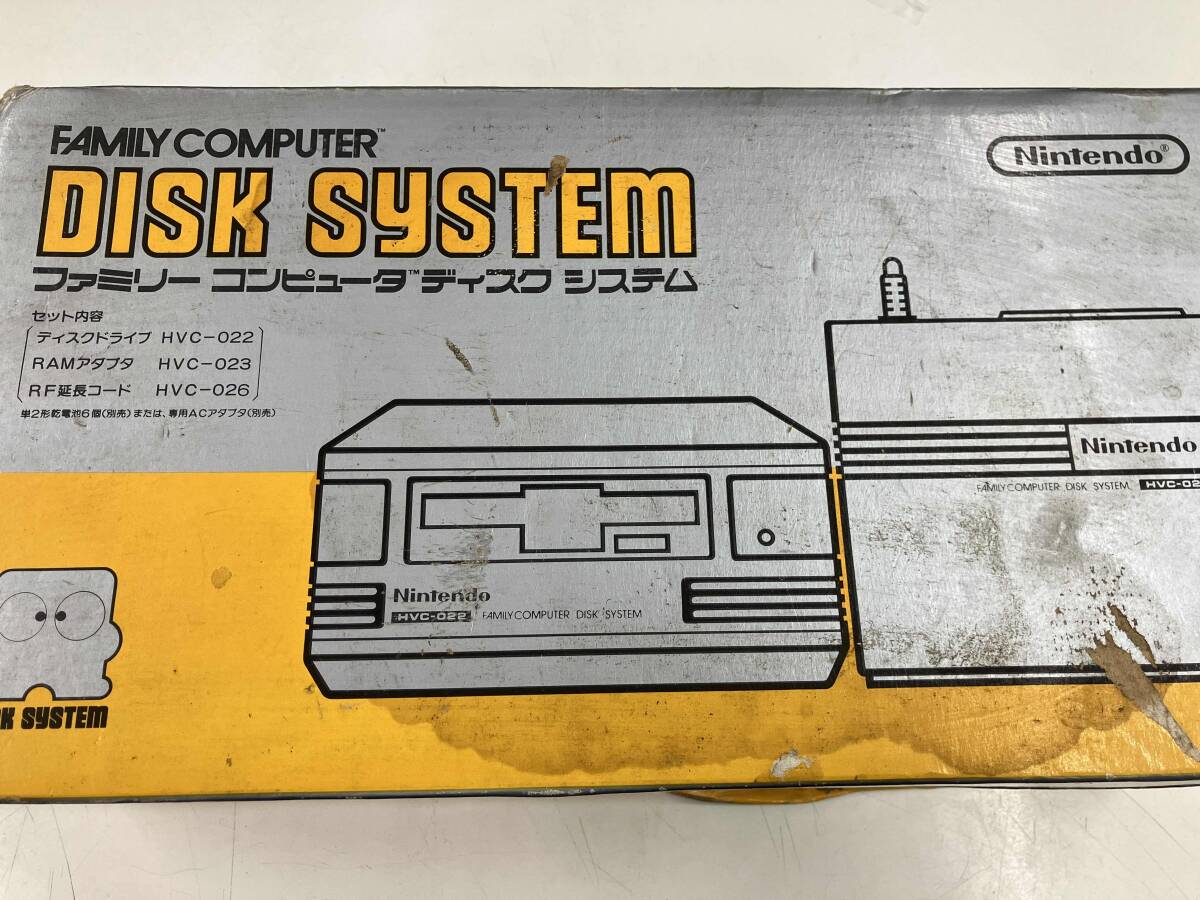 FAMILY COMPUTER™
Nintendo®
DISK SYSTEM
ファミリー コンピュータ™ ディスク システム
セット内容
ディスクドライブ HVC-022
RAMアダプタ HVC-023
RF延長コード HVC-026
単2形乾電池6個(別売)または、専用ACアダプタ(別売)
Nintendo
FAMILY COMPUTER DISK SYSTEM
Nintendo
HVC-022 FAMILY COMPUTER DISK SYSTEM
SYSTEM